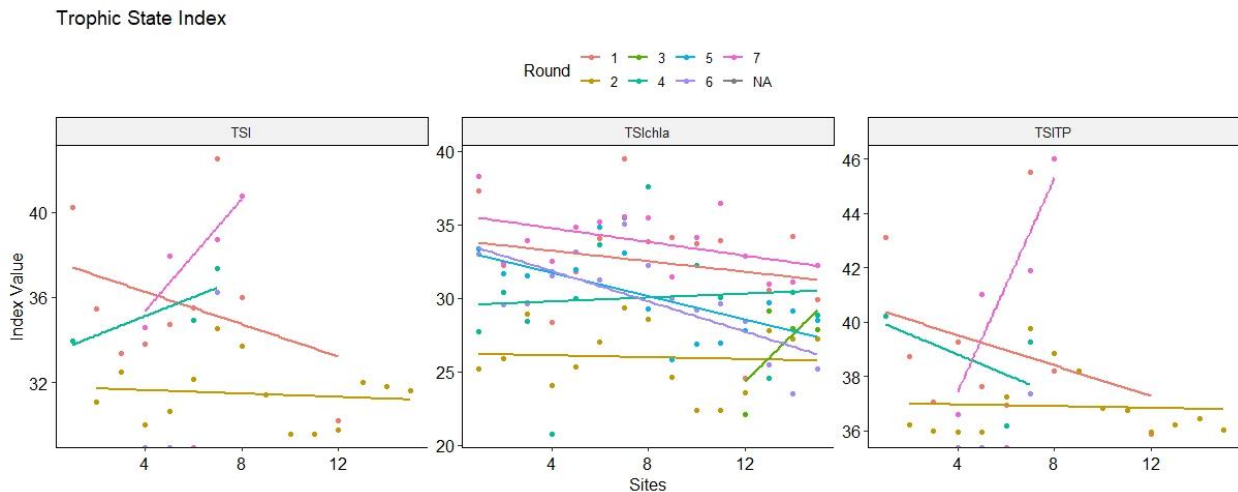 Trophic State Index
Round 1 3 5 7
2 4 6 NA
TSI TSIchla TSITP
Index Value
40
36
32
4 8 12
40
35
30
25
20
4 8 12
46
44
42
40
38
36
4 8 12
Sites